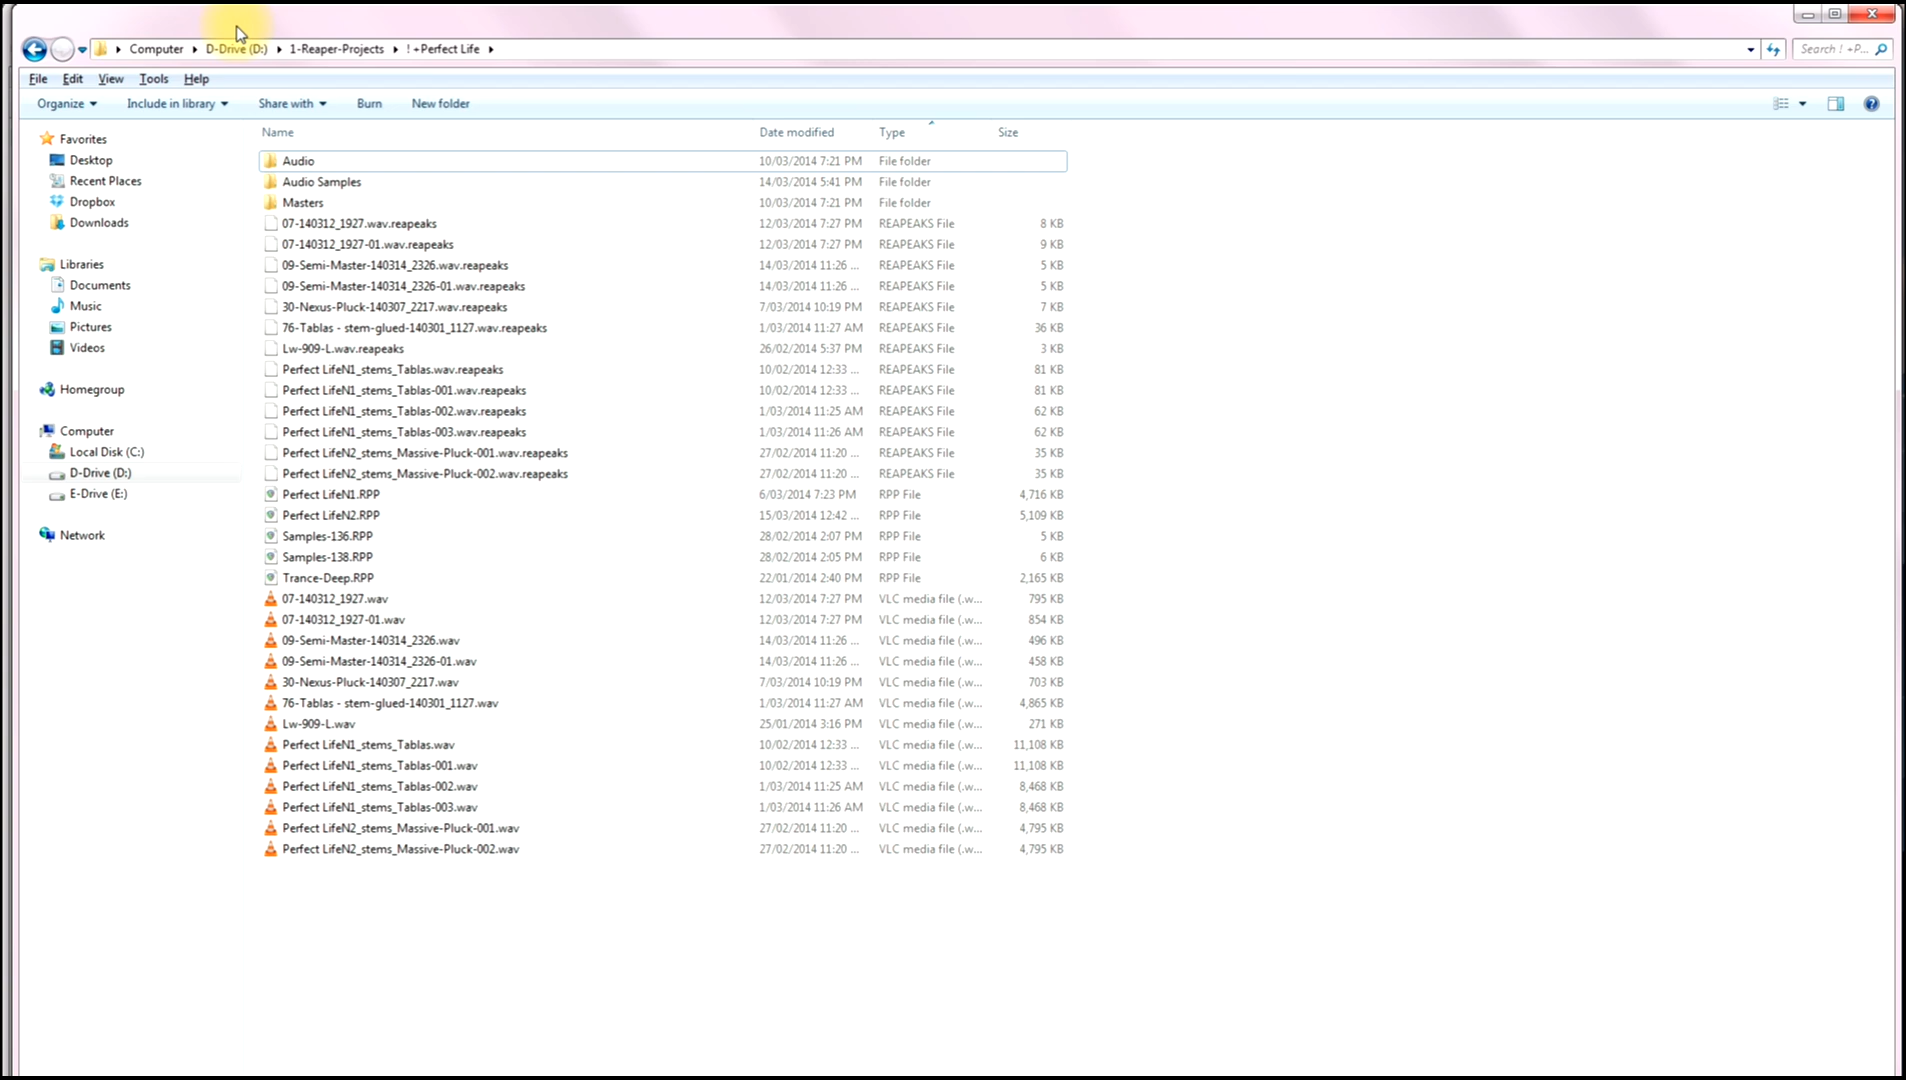 Computer D-Drive (D:) 1-Reaper-Projects ! +Perfect Life Search ! +P...
File Edit View Tools Help
Organize Include in library Share with Burn New folder
Name Date modified Type Size
Favorites
Desktop
Recent Places
Dropbox
Downloads
Libraries
Documents
Music
Pictures
Videos
Homegroup
Computer
Local Disk (C:)
D-Drive (D:)
E-Drive (E:)
Network
Audio 10/03/2014 7:21 PM File folder
Audio Samples 14/03/2014 5:41 PM File folder
Masters 10/03/2014 7:21 PM File folder
07-140312_1927.wav.reapeaks 12/03/2014 7:27 PM REAPEAKS File 8 KB
07-140312_1927-01.wav.reapeaks 12/03/2014 7:27 PM REAPEAKS File 9 KB
09-Semi-Master-140314_2326.wav.reapeaks 14/03/2014 11:26 ... REAPEAKS File 5 KB
09-Semi-Master-140314_2326-01.wav.reapeaks 14/03/2014 11:26 ... REAPEAKS File 5 KB
30-Nexus-Pluck-140307_2217.wav.reapeaks 7/03/2014 10:19 PM REAPEAKS File 7 KB
76-Tablas - stem-glued-140301_1127.wav.reapeaks 1/03/2014 11:27 AM REAPEAKS File 36 KB
Lw-909-L.wav.reapeaks 26/02/2014 5:37 PM REAPEAKS File 3 KB
Perfect LifeN1_stems_Tablas.wav.reapeaks 10/02/2014 12:33 ... REAPEAKS File 81 KB
Perfect LifeN1_stems_Tablas-001.wav.reapeaks 10/02/2014 12:33 ... REAPEAKS File 81 KB
Perfect LifeN1_stems_Tablas-002.wav.reapeaks 1/03/2014 11:25 AM REAPEAKS File 62 KB
Perfect LifeN1_stems_Tablas-003.wav.reapeaks 1/03/2014 11:26 AM REAPEAKS File 62 KB
Perfect LifeN2_stems_Massive-Pluck-001.wav.reapeaks 27/02/2014 11:20 ... REAPEAKS File 35 KB
Perfect LifeN2_stems_Massive-Pluck-002.wav.reapeaks 27/02/2014 11:20 ... REAPEAKS File 35 KB
Perfect LifeN1.RPP 6/03/2014 7:23 PM RPP File 4,716 KB
Perfect LifeN2.RPP 15/03/2014 12:42 ... RPP File 5,109 KB
Samples-136.RPP 28/02/2014 2:07 PM RPP File 5 KB
Samples-138.RPP 28/02/2014 2:05 PM RPP File 6 KB
Trance-Deep.RPP 22/01/2014 2:40 PM RPP File 2,165 KB
07-140312_1927.wav 12/03/2014 7:27 PM VLC media file (.w... 795 KB
07-140312_1927-01.wav 12/03/2014 7:27 PM VLC media file (.w... 854 KB
09-Semi-Master-140314_2326.wav 14/03/2014 11:26 ... VLC media file (.w... 496 KB
09-Semi-Master-140314_2326-01.wav 14/03/2014 11:26 ... VLC media file (.w... 458 KB
30-Nexus-Pluck-140307_2217.wav 7/03/2014 10:19 PM VLC media file (.w... 703 KB
76-Tablas - stem-glued-140301_1127.wav 1/03/2014 11:27 AM VLC media file (.w... 4,865 KB
Lw-909-L.wav 25/01/2014 3:16 PM VLC media file (.w... 271 KB
Perfect LifeN1_stems_Tablas.wav 10/02/2014 12:33 ... VLC media file (.w... 11,108 KB
Perfect LifeN1_stems_Tablas-001.wav 10/02/2014 12:33 ... VLC media file (.w... 11,108 KB
Perfect LifeN1_stems_Tablas-002.wav 1/03/2014 11:25 AM VLC media file (.w... 8,468 KB
Perfect LifeN1_stems_Tablas-003.wav 1/03/2014 11:26 AM VLC media file (.w... 8,468 KB
Perfect LifeN2_stems_Massive-Pluck-001.wav 27/02/2014 11:20 ... VLC media file (.w... 4,795 KB
Perfect LifeN2_stems_Massive-Pluck-002.wav 27/02/2014 11:20 ... VLC media file (.w... 4,795 KB